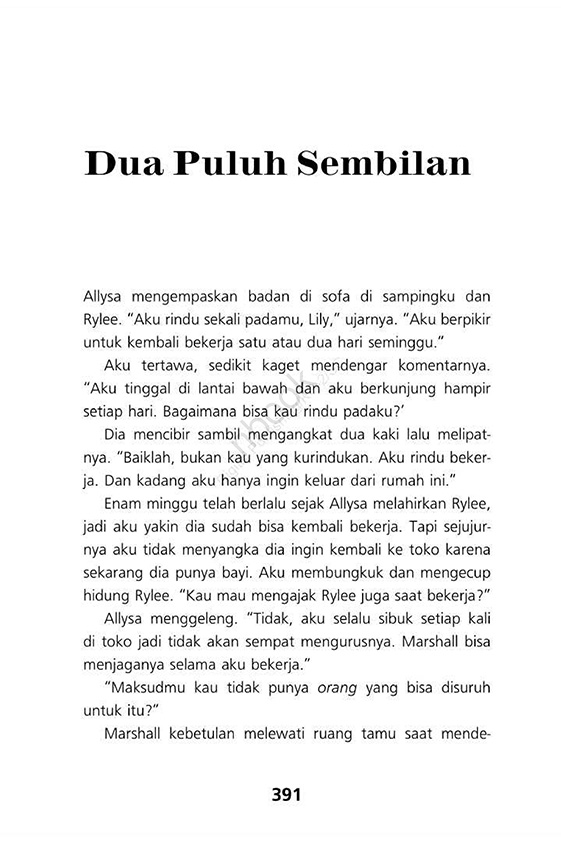 Dua Puluh Sembilan
Allysa mengempaskan badan di sofa di sampingku dan
Rylee. “Aku rindu sekali padamu, Lily,” ujarnya. “Aku berpikir
untuk kembali bekerja satu atau dua hari seminggu.”
Aku tertawa, sedikit kaget mendengar komentarnya.
“Aku tinggal di lantai bawah dan aku berkunjung hampir
setiap hari. Bagaimana bisa kau rindu padaku?’
Dia mencibir sambil mengangkat dua kaki lalu melipat-
nya. “Baiklah, bukan kau yang kurindukan. Aku rindu beker-
ja. Dan kadang aku hanya ingin keluar dari rumah ini.”
Enam minggu telah berlalu sejak Allysa melahirkan Rylee,
jadi aku yakin dia sudah bisa kembali bekerja. Tapi sejujur-
nya aku tidak menyangka dia ingin kembali ke toko karena
sekarang dia punya bayi. Aku membungkuk dan mengecup
hidung Rylee. “Kau mau mengajak Rylee juga saat bekerja?”
Allysa menggeleng. “Tidak, aku selalu sibuk setiap kali
di toko jadi tidak akan sempat mengurusnya. Marshall bisa
menjaganya selama aku bekerja.”
“Maksudmu kau tidak punya orang yang bisa disuruh
untuk itu?”
Marshall kebetulan melewati ruang tamu saat mende-
391